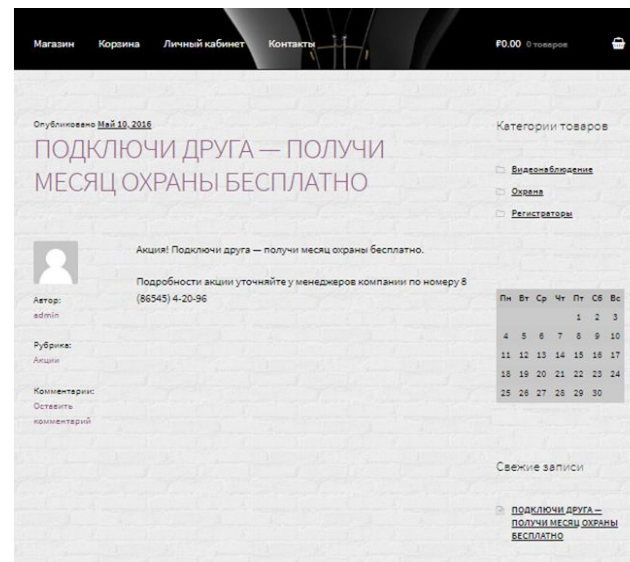 Магазин Корзина Личный кабинет Контакты ₽0.00 0 товаров
Опубликовано Май 10, 2016
ПОДКЛЮЧИ ДРУГА — ПОЛУЧИ
МЕСЯЦ ОХРАНЫ БЕСПЛАТНО
Акция! Подключи друга — получи месяц охраны бесплатно.
Подробности акции уточняйте у менеджеров компании по номеру 8
(86545) 4-20-96
Автор:
admin
Рубрика:
Акции
Комментарии:
Оставить
комментарий
Категории товаров
Видеонаблюдение
Охрана
Регистраторы
Пн Вт Ср Чт Пт Сб Вс
1 2 3
4 5 6 7 8 9 10
11 12 13 14 15 16 17
18 19 20 21 22 23 24
25 26 27 28 29 30
Свежие записи
ПОДКЛЮЧИ ДРУГА —
ПОЛУЧИ МЕСЯЦ ОХРАНЫ
БЕСПЛАТНО